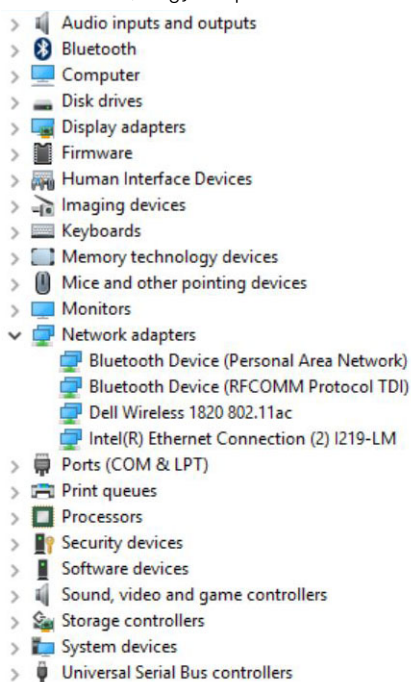 Audio inputs and outputs
Bluetooth
Computer
Disk drives
Display adapters
Firmware
Human Interface Devices
Imaging devices
Keyboards
Memory technology devices
Mice and other pointing devices
Monitors
Network adapters
Bluetooth Device (Personal Area Network)
Bluetooth Device (RFCOMM Protocol TDI)
Dell Wireless 1820 802.11ac
Intel(R) Ethernet Connection (2) I219-LM
Ports (COM & LPT)
Print queues
Processors
Security devices
Software devices
Sound, video and game controllers
Storage controllers
System devices
Universal Serial Bus controllers